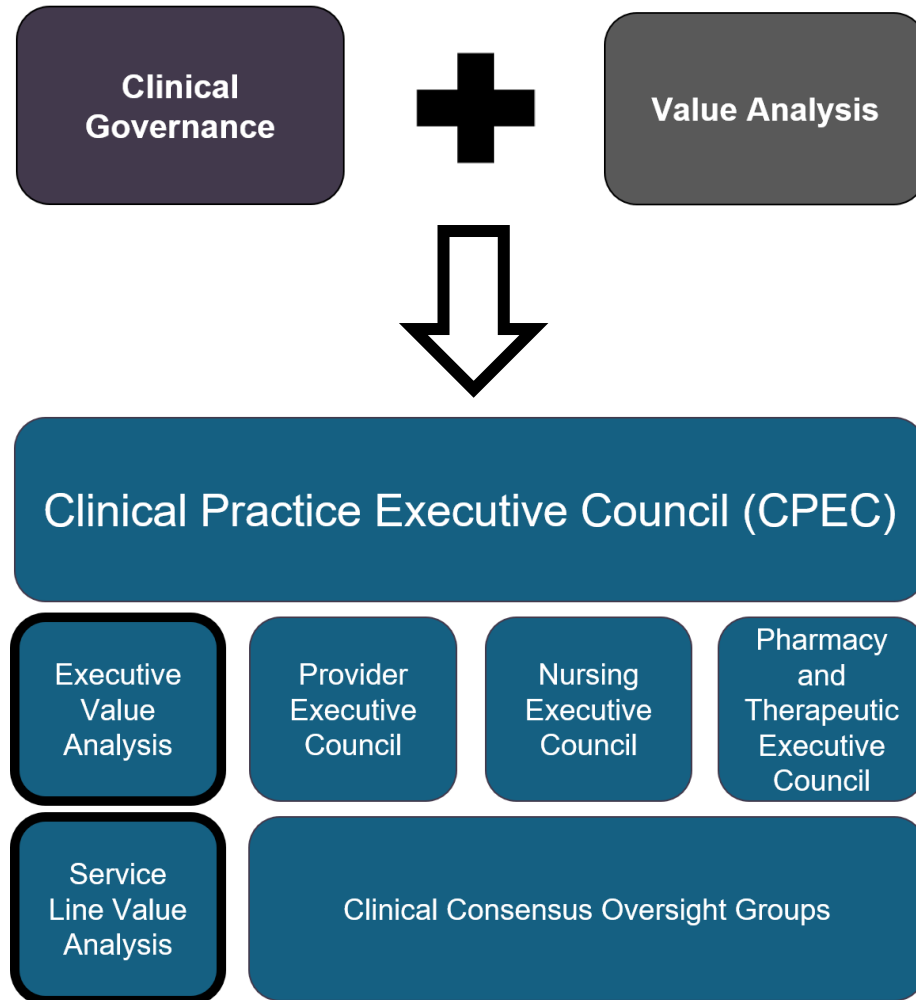 Clinical
Governance
Value Analysis
Clinical Practice Executive Council (CPEC)
Executive
Value
Analysis
Provider
Executive
Council
Nursing
Executive
Council
Pharmacy
and
Therapeutic
Executive
Council
Service
Line Value
Analysis
Clinical Consensus Oversight Groups